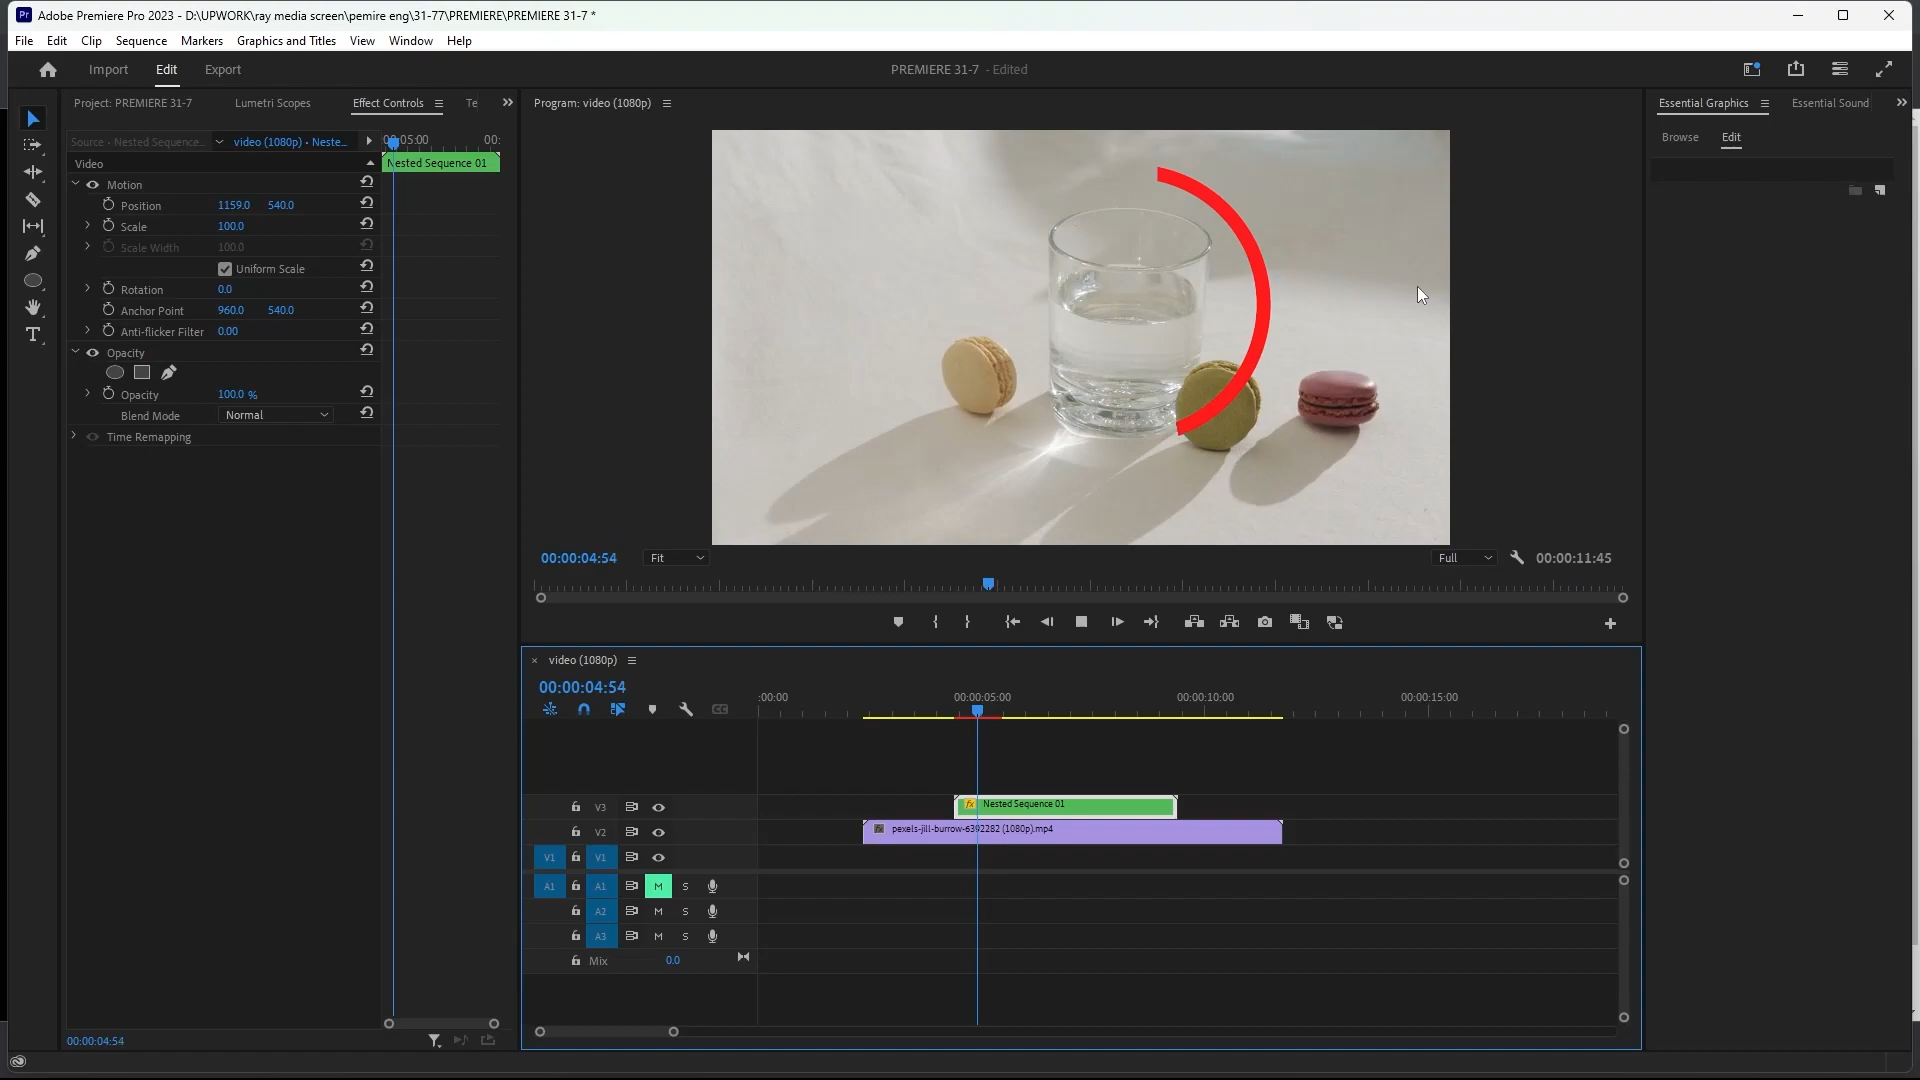 Pr Adobe Premiere Pro 2023 - D:\UPWORK\ray media screen\pemire eng\31-77\PREMIERE\PREMIERE 31-7 *
File Edit Clip Sequence Markers Graphics and Titles View Window Help
Import Edit Export
PREMIERE 31-7 - Edited
Project: PREMIERE 31-7 Lumetri Scopes Effect Controls Te
Program: video (1080p)
Essential Graphics Essential Sound
Source - Nested Sequence... video (1080p) - Neste...
00:05:00 00:
Browse Edit
Video
Nested Sequence 01
Motion
Position 1159.0 540.0
Scale 100.0
Scale Width 100.0
Uniform Scale
Rotation 0.0
Anchor Point 960.0 540.0
Anti-flicker Filter 0.00
Opacity
Opacity 100.0 %
Blend Mode Normal
Time Remapping
00:00:04:54 Fit Full 00:00:11:45
× video (1080p)
00:00:04:54
:00:00 00:00:05:00 00:00:10:00 00:00:15:00
CC
V3 fx Nested Sequence 01
V2 fx pexels-jill-burrow-6392282 (1080p).mp4
V1 V1
A1 A1 M S
A2 M S
A3 M S
Mix 0.0
00:00:04:54